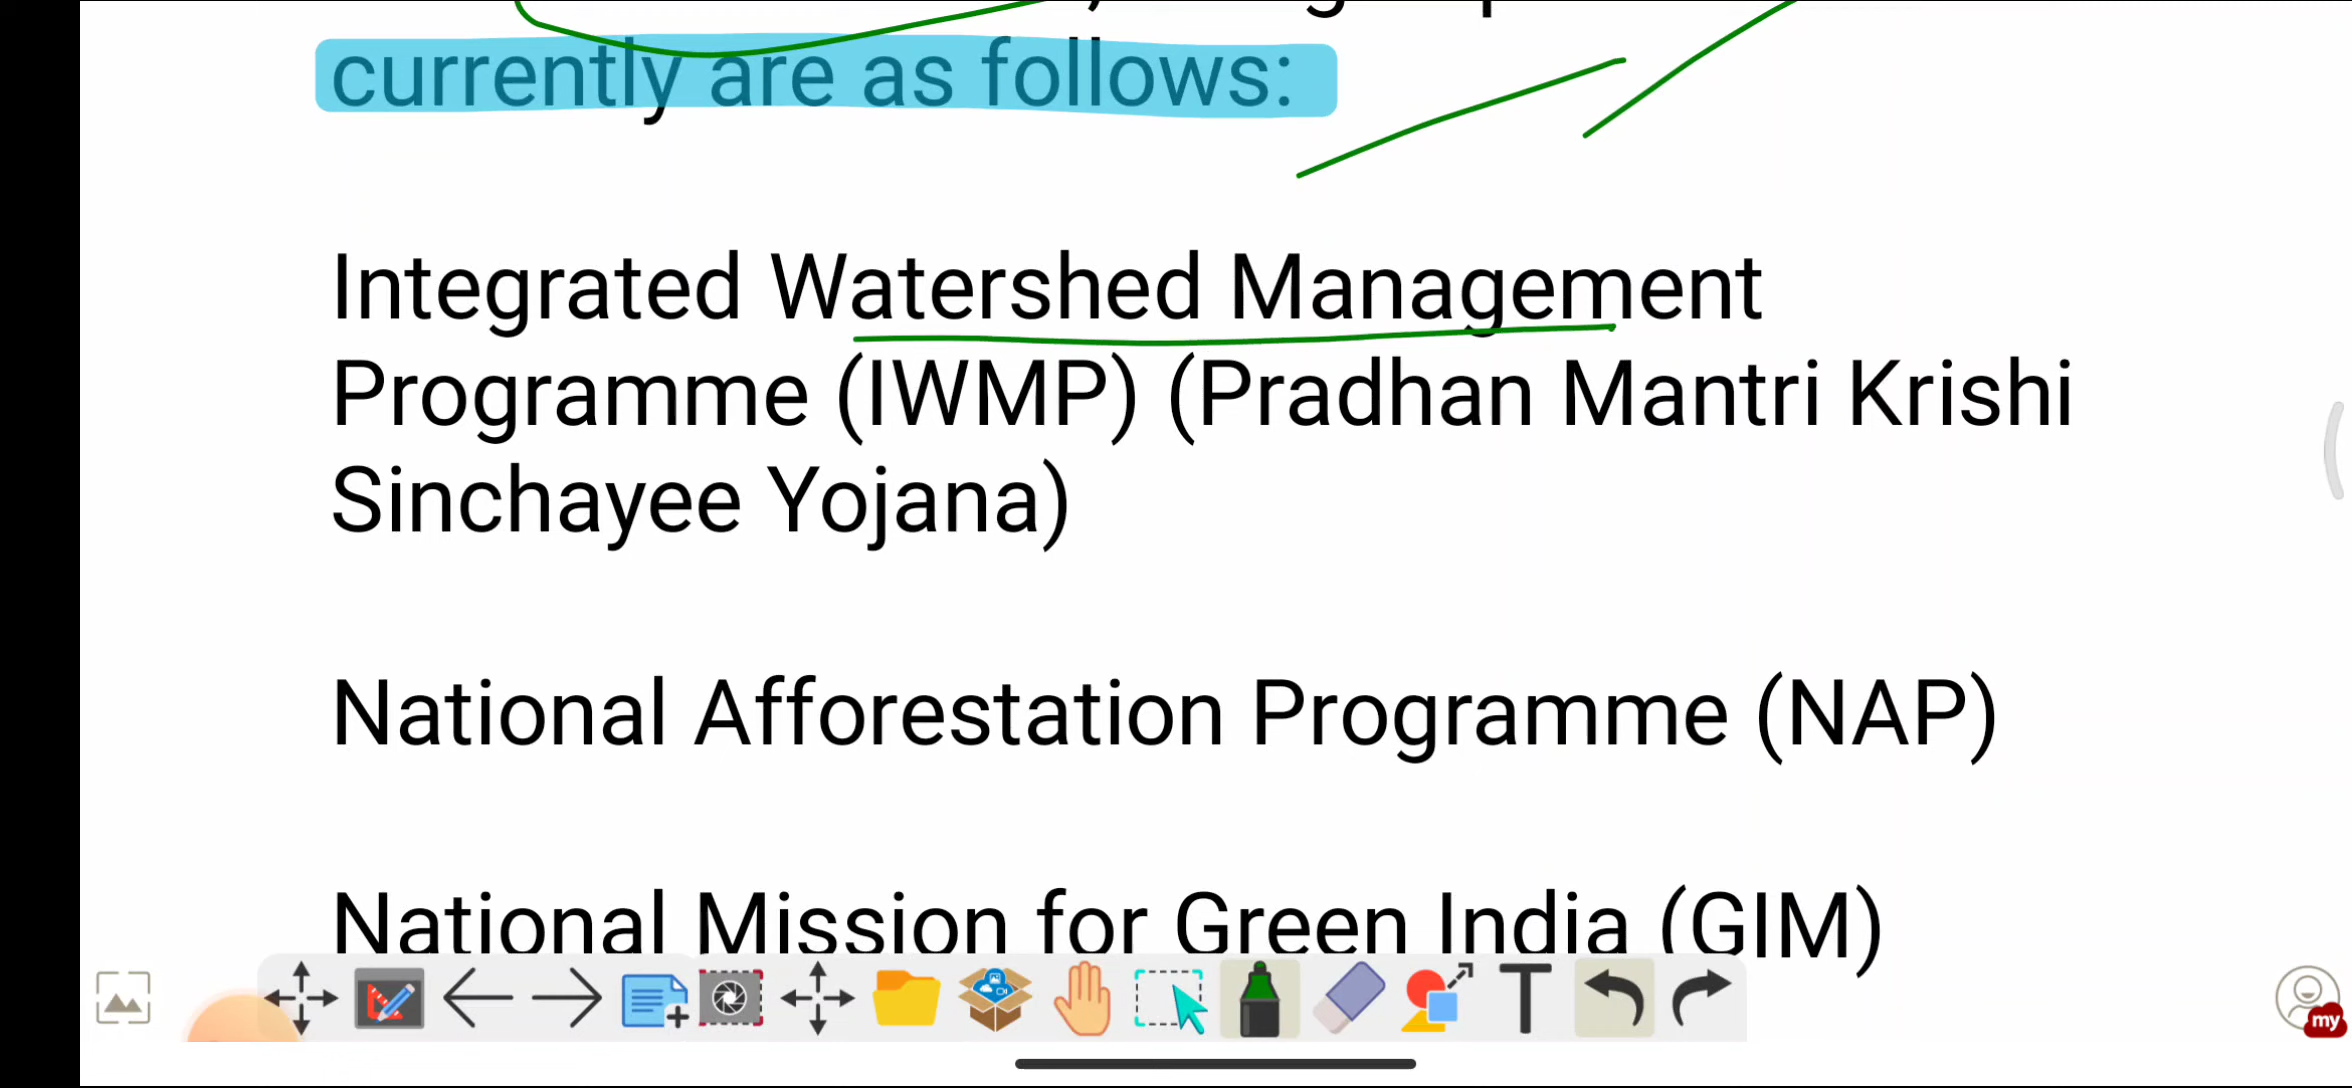 currently are as follows:
Integrated Watershed Management
Programme (IWMP) (Pradhan Mantri Krishi
Sinchayee Yojana)
National Afforestation Programme (NAP)
National Mission for Green India (GIM)
T
my